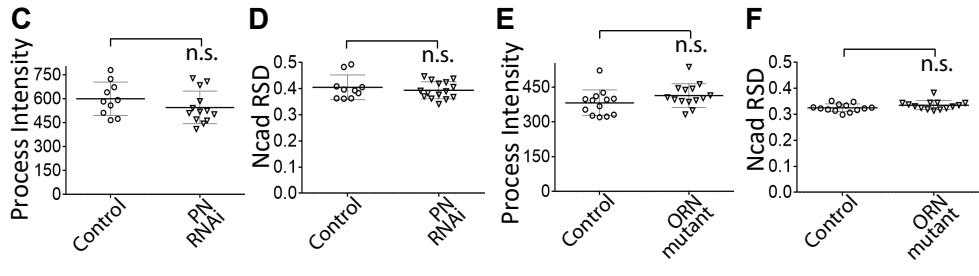 C
n.s.
Process Intensity
750
600
450
300
150
0
Control
PN
RNAi
D
n.s.
Ncad RSD
0.5
0.4
0.3
0.2
0.1
0.0
Control
PN
RNAi
E
n.s.
Process Intensity
450
300
150
0
Control
ORN
mutant
F
n.s.
Ncad RSD
0.5
0.4
0.3
0.2
0.1
0.0
Control
ORN
mutant